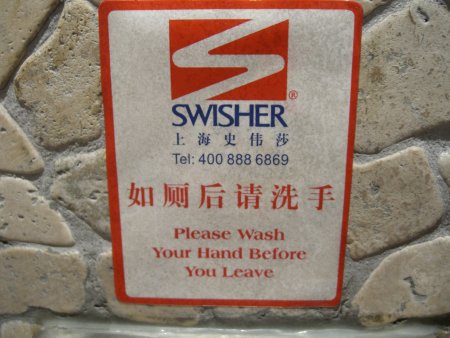 SWISHER®
上海史伟莎
Tel: 400 888 6869
如厕后请洗手
Please Wash
Your Hand Before
You Leave